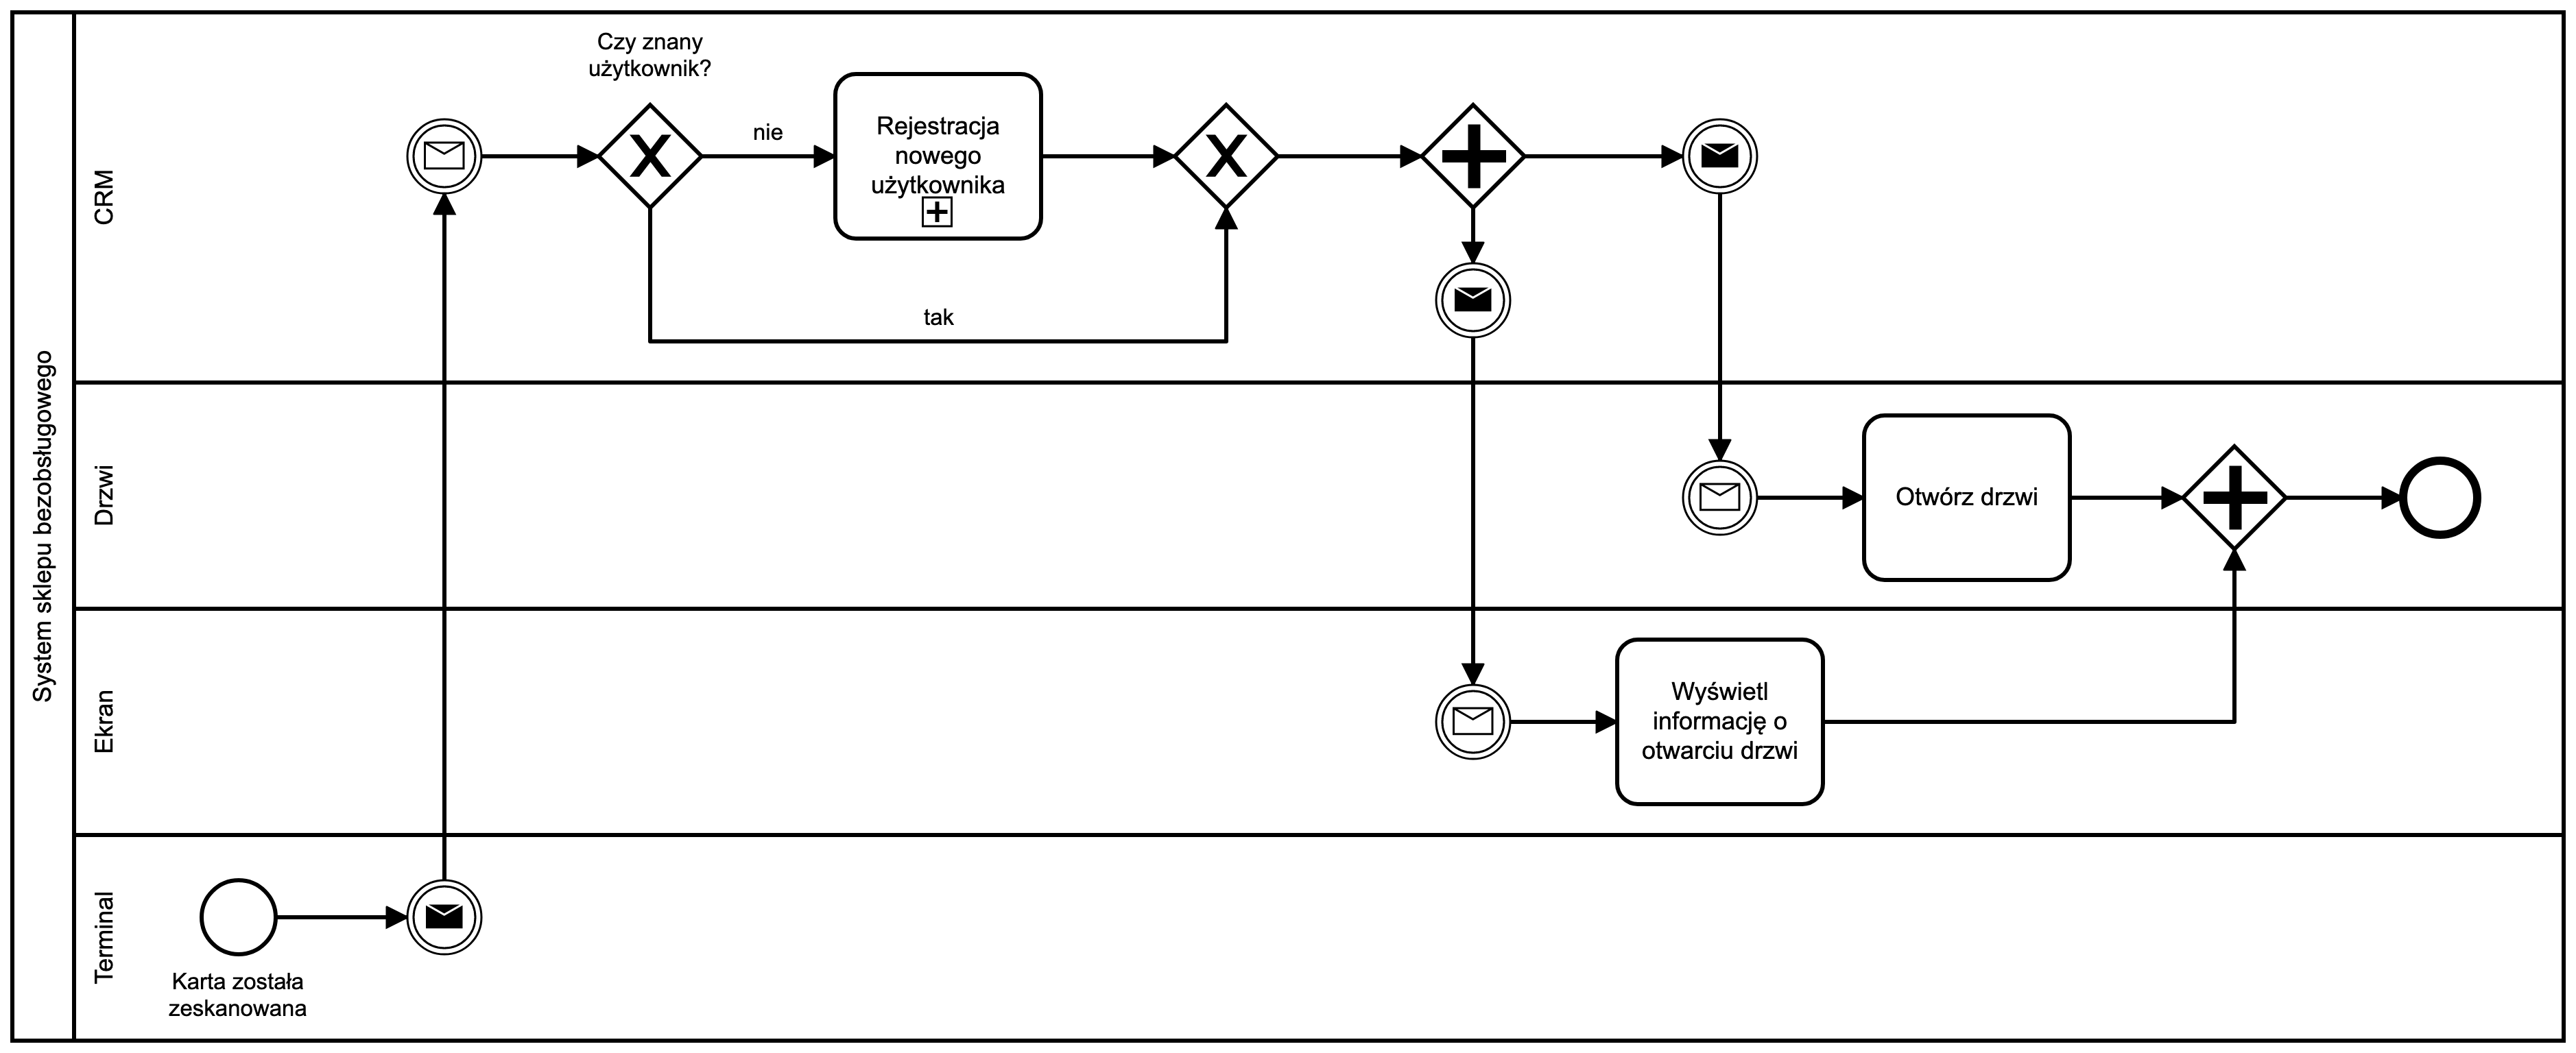 System sklepu bezobsługowego
CRM
Czy znany
użytkownik?
nie
Rejestracja
nowego
użytkownika
tak
Drzwi
Otwórz drzwi
Ekran
Wyświetl
informację o
otwarciu drzwi
Terminal
Karta została
zeskanowana